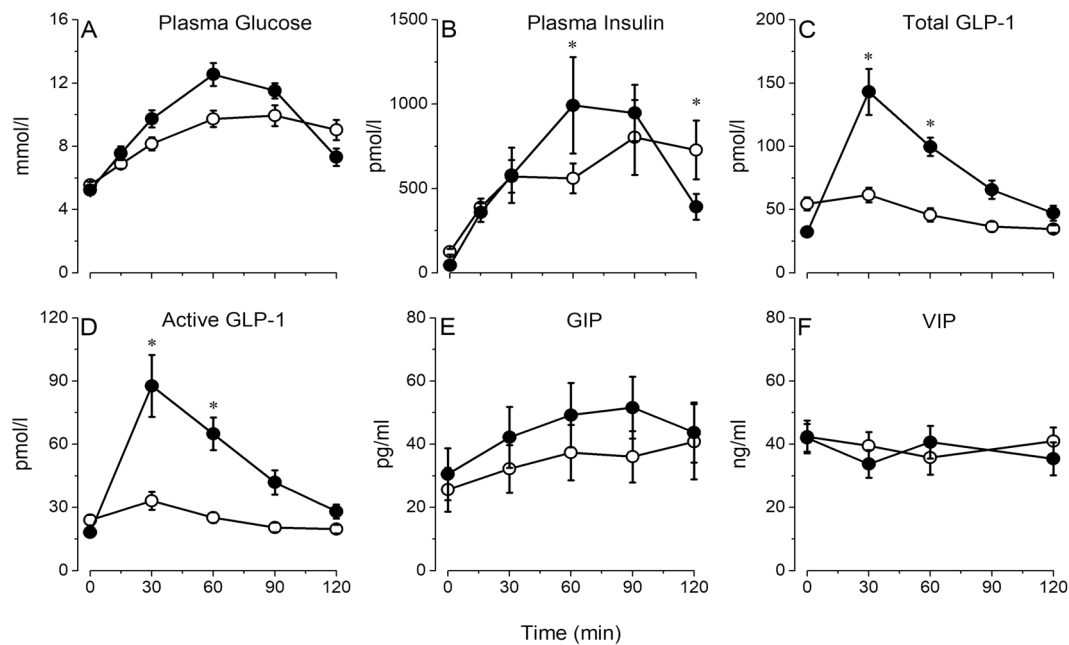 A Plasma Glucose
16
12
8
4
0
mmol/l
B Plasma Insulin
1500
1000
500
0
pmol/l
*
*
C Total GLP-1
200
150
100
50
0
pmol/l
*
*
D Active GLP-1
120
90
60
30
0
pmol/l
*
*
0 30 60 90 120
E GIP
80
60
40
20
0
pg/ml
0 30 60 90 120
F VIP
80
60
40
20
0
ng/ml
0 30 60 90 120
Time (min)